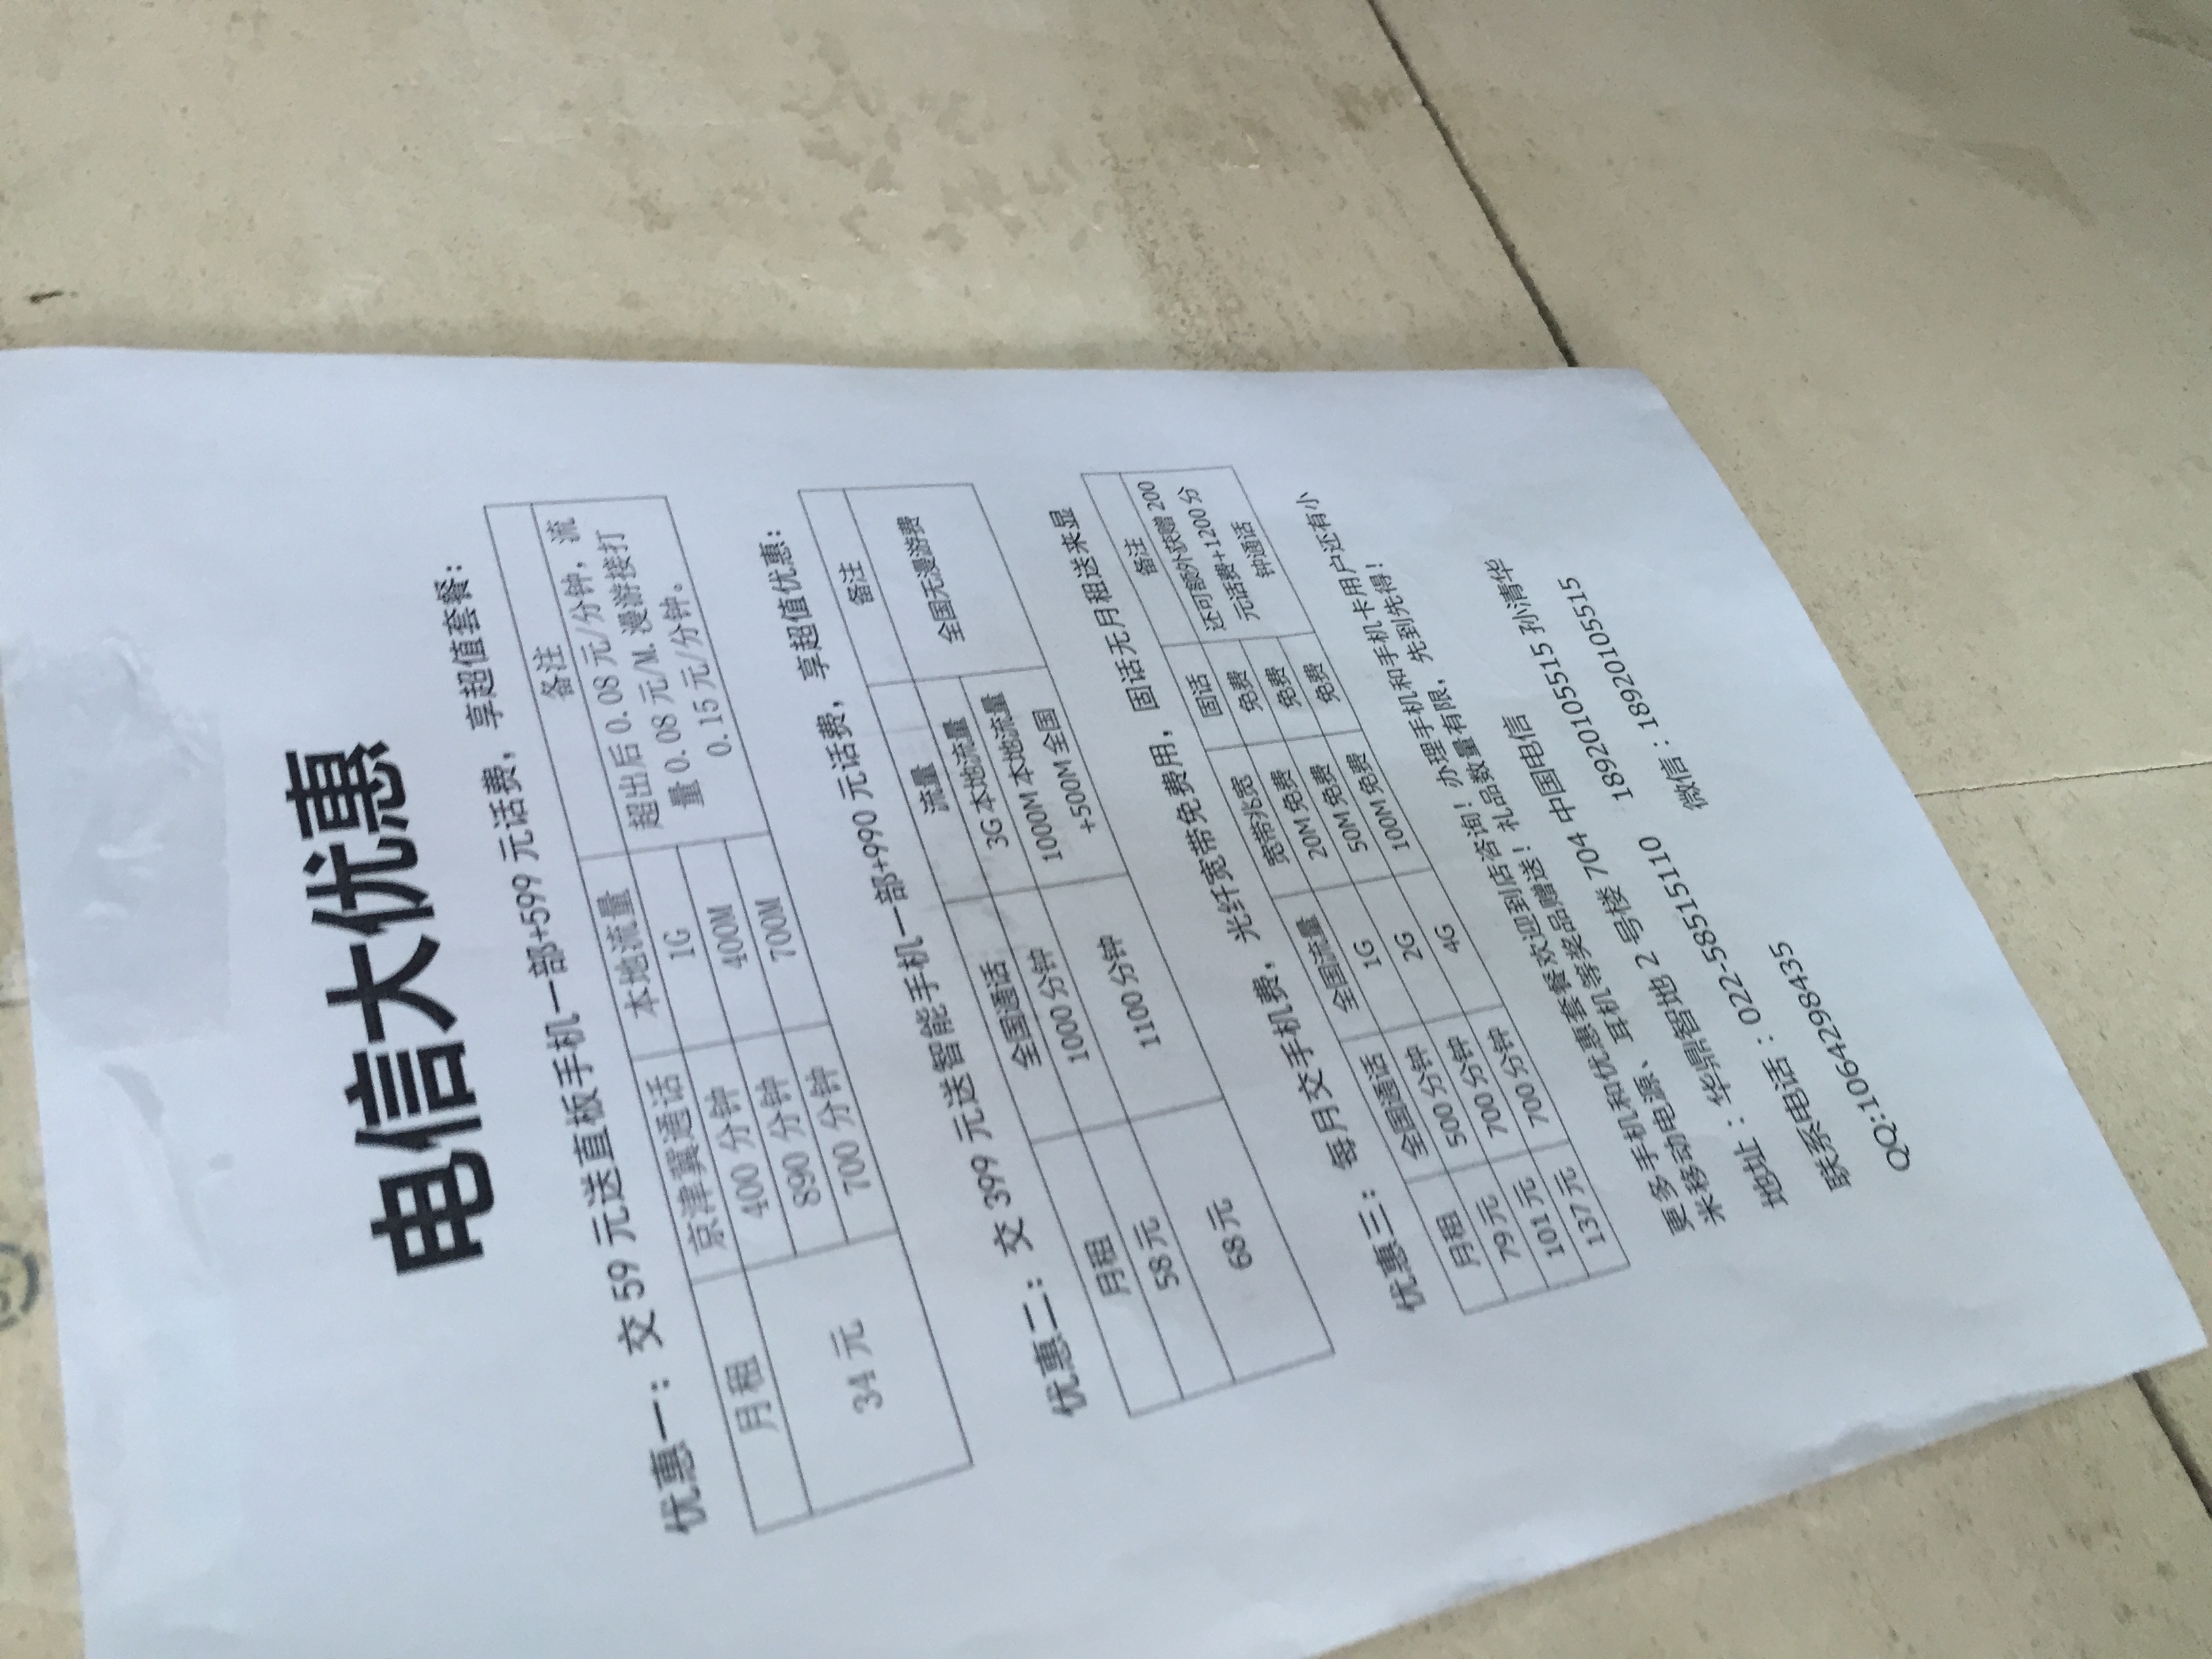 电信大优惠
优惠一：交 59 元送直板手机一部+599 元话费，享超值套餐：
月租 京津冀通话 本地流量 备注
34 元 400 分钟 1G 超出后 0.08 元/分钟，流
890 分钟 400M 量 0.08 元/M.漫游接打
700 分钟 700M 0.15 元/分钟。
优惠二：交 399 元送智能手机一部+990 元话费，享超值优惠：
月租 全国通话 流量 备注
58 元 1000 分钟 3G 本地流量 全国无漫游费
68 元 1100 分钟 1000M 本地流量
+500M 全国
优惠三：每月交手机费，光纤宽带免费用，固话无月租送来显
月租 全国通话 全国流量 宽带兆宽 固话 备注
79 元 500 分钟 1G 20M 免费 免费 还可额外获赠 200
101 元 700 分钟 2G 50M 免费 免费 元话费+1200 分
137 元 700 分钟 4G 100M 免费 免费 钟通话
更多手机和优惠套餐欢迎到店咨询！办理手机和手机卡用户还有小
米移动电源、耳机等奖品赠送！礼品数量有限，先到先得！
地址：华鼎智地 2 号楼 704 中国电信
联系电话：022-58515110 18920105515 孙清华
QQ:1064298435 微信：18920105515